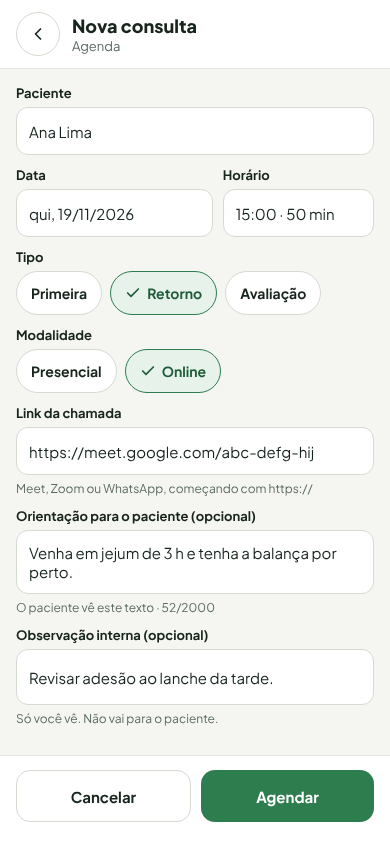 Nova consulta
Agenda
Paciente
Ana Lima
Data
Horário
qui, 19/11/2026
15:00 · 50 min
Tipo
Primeira
Retorno
Avaliação
Modalidade
Presencial
Online
Link da chamada
https://meet.google.com/abc-defg-hij
Meet, Zoom ou WhatsApp, começando com https://
Orientação para o paciente (opcional)
Venha em jejum de 3 h e tenha a balança por
perto.
O paciente vê este texto · 52/2000
Observação interna (opcional)
Revisar adesão ao lanche da tarde.
Só você vê. Não vai para o paciente.
Cancelar
Agendar